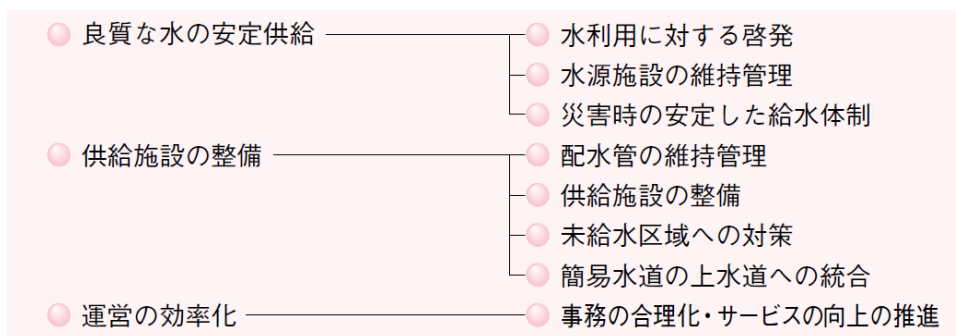 良質な水の安定供給
水利用に対する啓発
水源施設の維持管理
災害時の安定した給水体制
供給施設の整備
配水管の維持管理
供給施設の整備
未給水区域への対策
簡易水道の上水道への統合
運営の効率化
事務の合理化・サービスの向上の推進